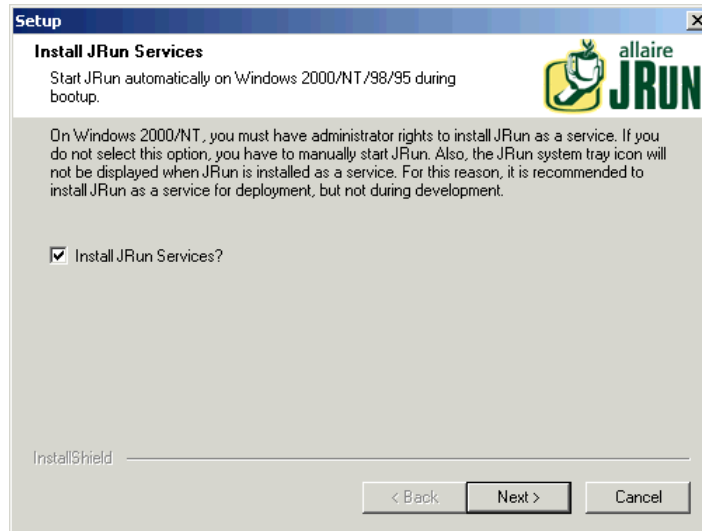 Setup
Install JRun Services
Start JRun automatically on Windows 2000/NT/98/95 during
bootup.
allaire
JRUN
On Windows 2000/NT, you must have administrator rights to install JRun as a service. If you
do not select this option, you have to manually start JRun. Also, the JRun system tray icon will
not be displayed when JRun is installed as a service. For this reason, it is recommended to
install JRun as a service for deployment, but not during development.
Install JRun Services?
InstallShield
< Back
Next >
Cancel